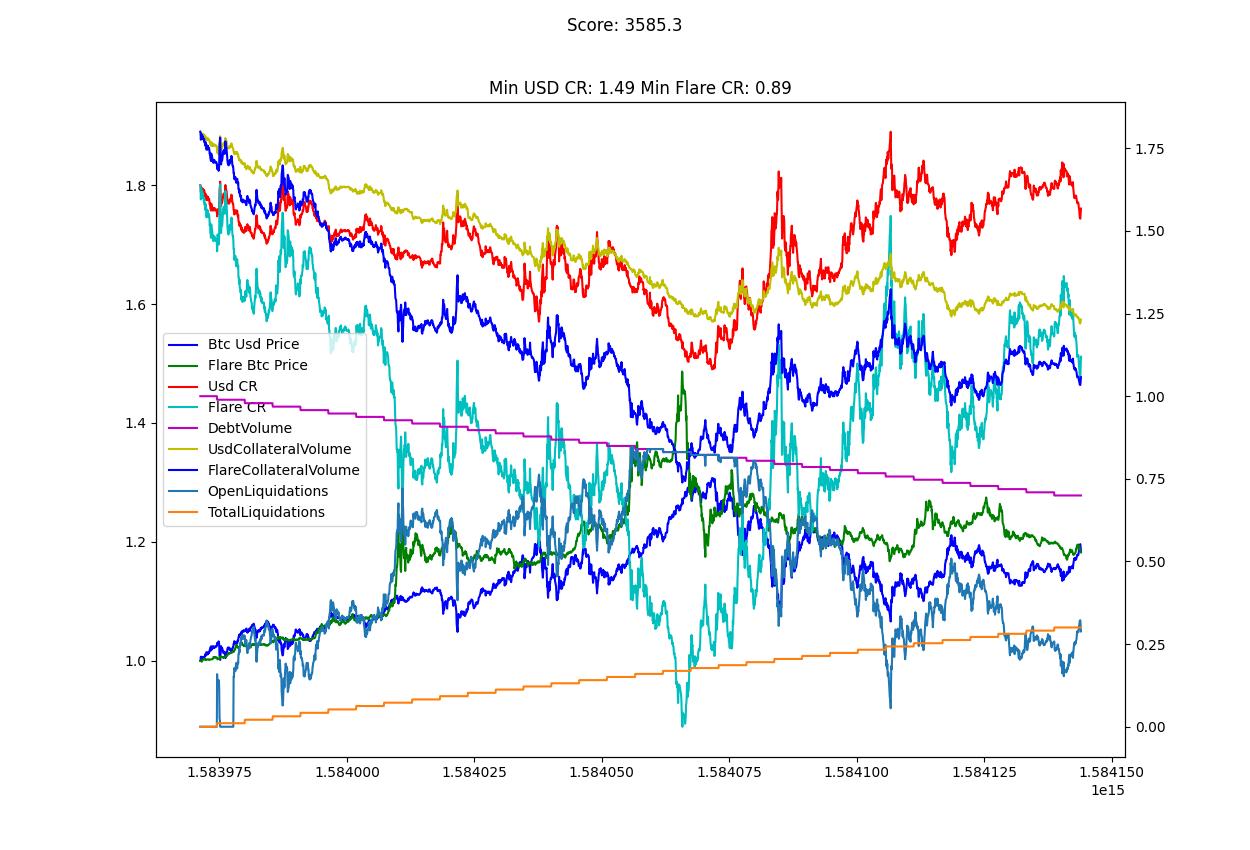 Score: 3585.3
Min USD CR: 1.49 Min Flare CR: 0.89
1.8
1.6
1.4
1.2
1.0
1.75
1.50
1.25
1.00
0.75
0.50
0.25
0.00
Btc Usd Price
Flare Btc Price
Usd CR
Flare CR
DebtVolume
UsdCollateralVolume
FlareCollateralVolume
OpenLiquidations
TotalLiquidations
1.583975 1.584000 1.584025 1.584050 1.584075 1.584100 1.584125 1.584150
1e15